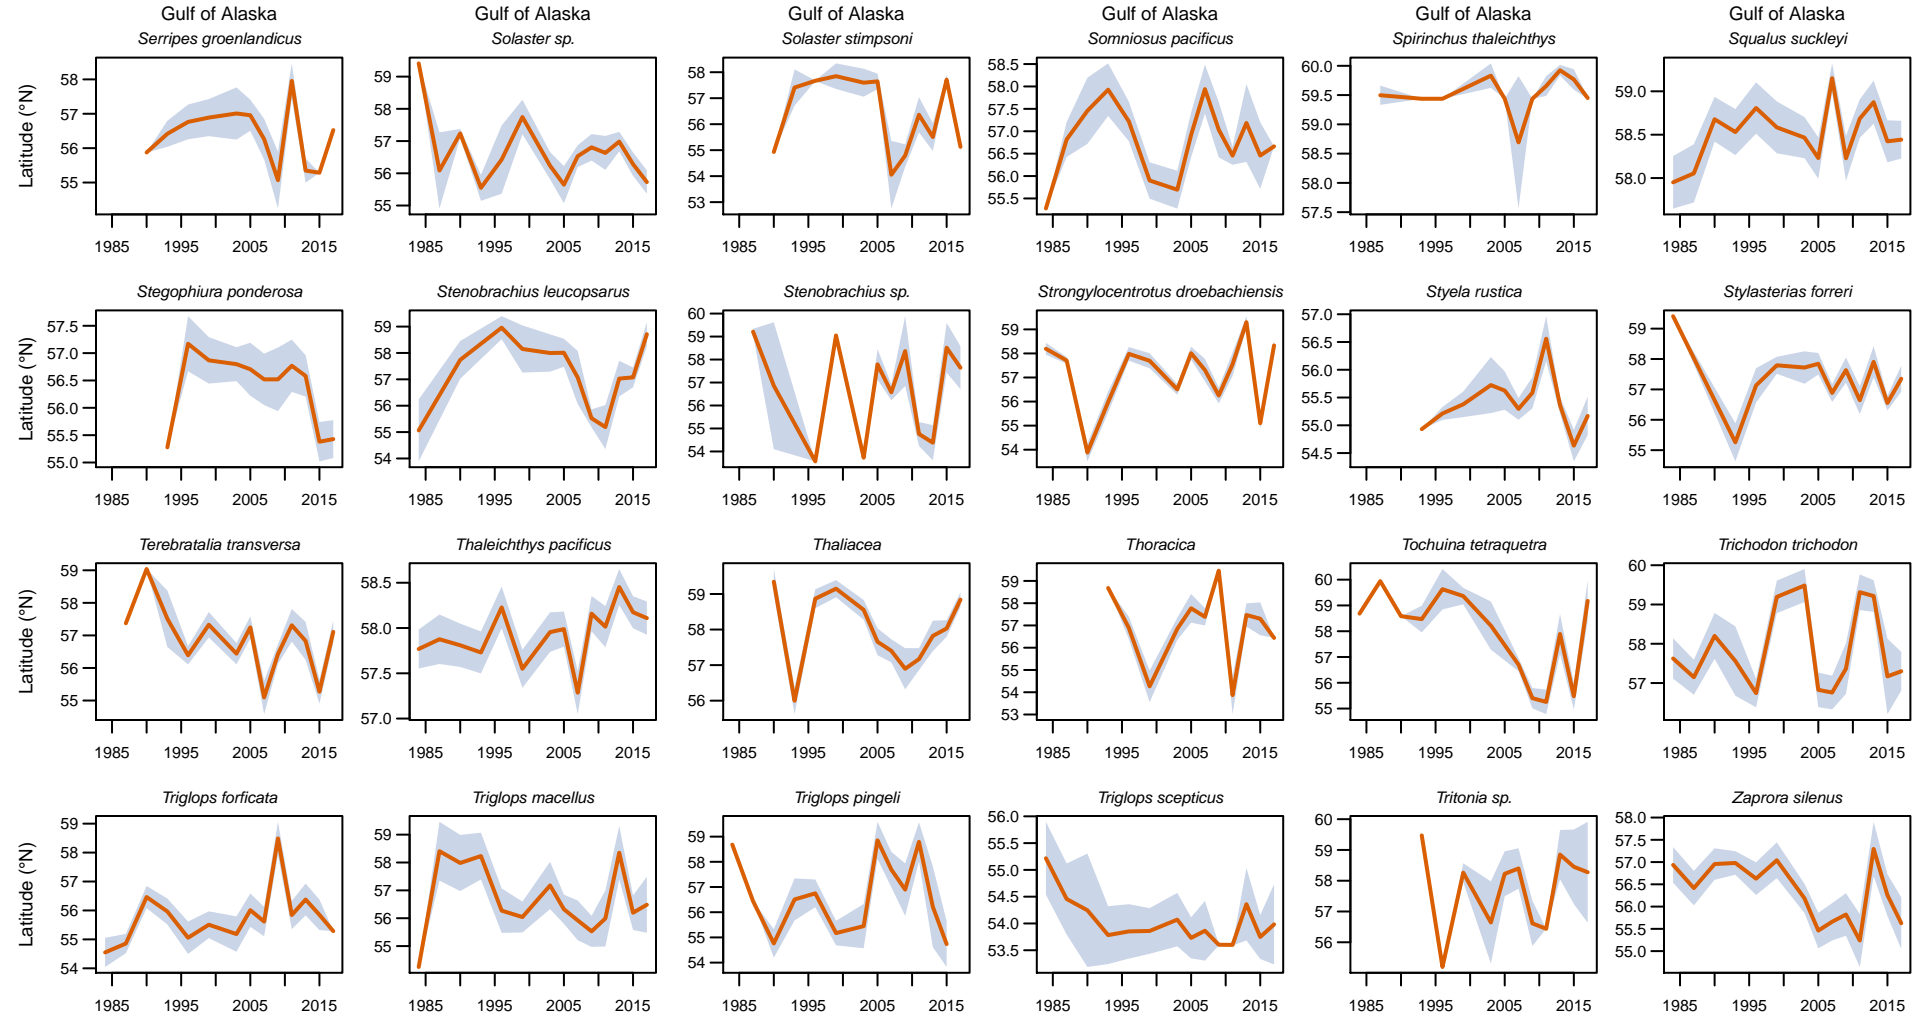 Gulf of Alaska Gulf of Alaska Gulf of Alaska Gulf of Alaska Gulf of Alaska Gulf of Alaska
Serripes groenlandicus Solaster sp. Solaster stimpsoni Somniosus pacificus Spirinchus thaleichthys Squalus suckleyi
Latitude (°N)
58 57 56 55
59 58 57 56 55
58 57 56 55 54 53
58.5 58.0 57.5 57.0 56.5 56.0 55.5
60.0 59.5 59.0 58.5 58.0 57.5
59.0 58.5 58.0
1985 1995 2005 2015 1985 1995 2005 2015 1985 1995 2005 2015 1985 1995 2005 2015 1985 1995 2005 2015 1985 1995 2005 2015
Stegophiura ponderosa Stenobrachius leucopsarus Stenobrachius sp. Strongylocentrotus droebachiensis Styela rustica Stylasterias forreri
Latitude (°N)
57.5 57.0 56.5 56.0 55.5 55.0
59 58 57 56 55 54
60 59 58 57 56 55 54
59 58 57 56 55 54
57.0 56.5 56.0 55.5 55.0 54.5
59 58 57 56 55
1985 1995 2005 2015 1985 1995 2005 2015 1985 1995 2005 2015 1985 1995 2005 2015 1985 1995 2005 2015 1985 1995 2005 2015
Terebratalia transversa Thaleichthys pacificus Thaliacea Thoracica Tochuina tetraquetra Trichodon trichodon
Latitude (°N)
59 58 57 56 55
58.5 58.0 57.5 57.0
59 58 57 56
59 58 57 56 55 54 53
60 59 58 57 56 55
60 59 58 57
1985 1995 2005 2015 1985 1995 2005 2015 1985 1995 2005 2015 1985 1995 2005 2015 1985 1995 2005 2015 1985 1995 2005 2015
Triglops forficata Triglops macellus Triglops pingeli Triglops scepticus Tritonia sp. Zaprora silenus
Latitude (°N)
59 58 57 56 55 54
59 58 57 56 55
59 58 57 56 55 54
56.0 55.5 55.0 54.5 54.0 53.5
60 59 58 57 56
58.0 57.5 57.0 56.5 56.0 55.5 55.0
1985 1995 2005 2015 1985 1995 2005 2015 1985 1995 2005 2015 1985 1995 2005 2015 1985 1995 2005 2015 1985 1995 2005 2015